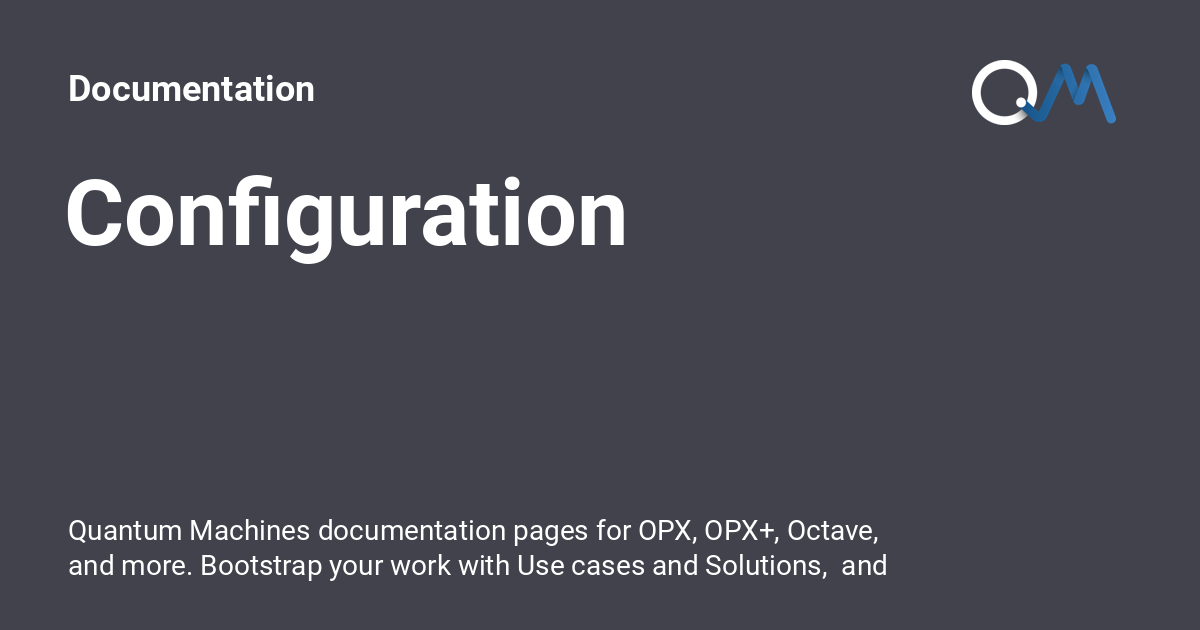 Documentation
QM
Configuration
Quantum Machines documentation pages for OPX, OPX+, Octave,
and more. Bootstrap your work with Use cases and Solutions,  and